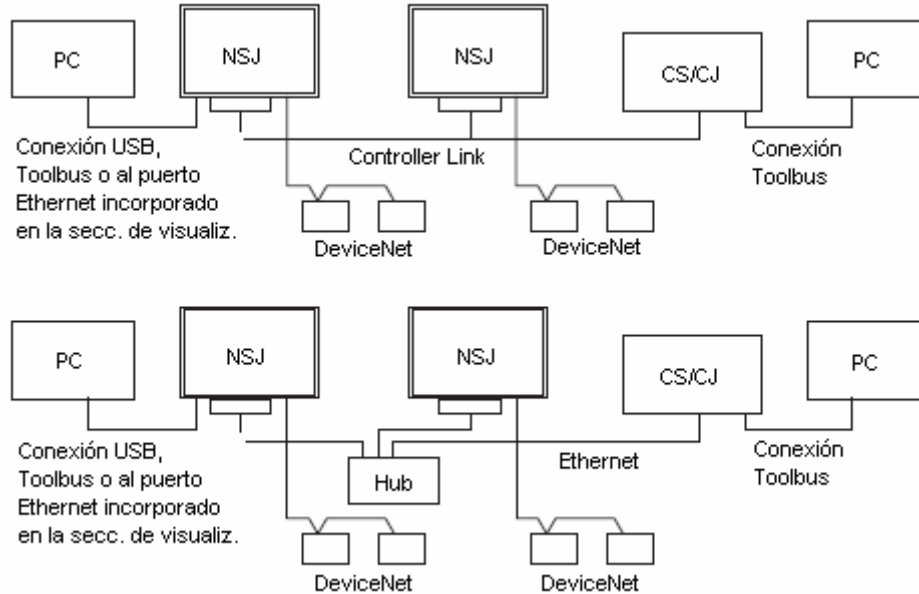 PC
NSJ
NSJ
CS/CJ
PC
Conexión USB,
Toolbus o al puerto
Ethernet incorporado
en la secc. de visualiz.
Controller Link
Conexión
Toolbus
DeviceNet
DeviceNet
PC
NSJ
NSJ
CS/CJ
PC
Conexión USB,
Toolbus o al puerto
Ethernet incorporado
en la secc. de visualiz.
Hub
Ethernet
Conexión
Toolbus
DeviceNet
DeviceNet